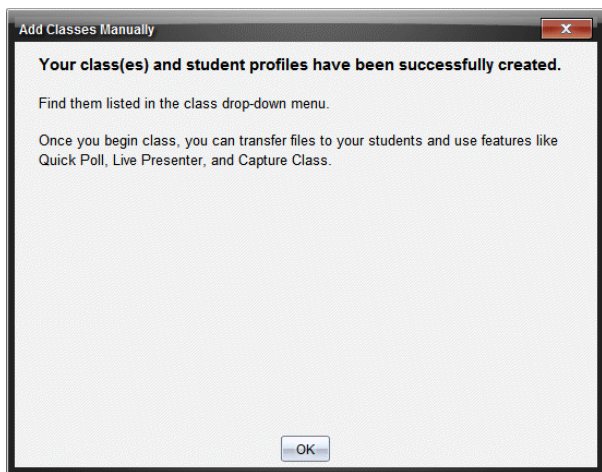 Add Classes Manually
Your class(es) and student profiles have been successfully created.
Find them listed in the class drop-down menu.
Once you begin class, you can transfer files to your students and use features like
Quick Poll, Live Presenter, and Capture Class.
OK